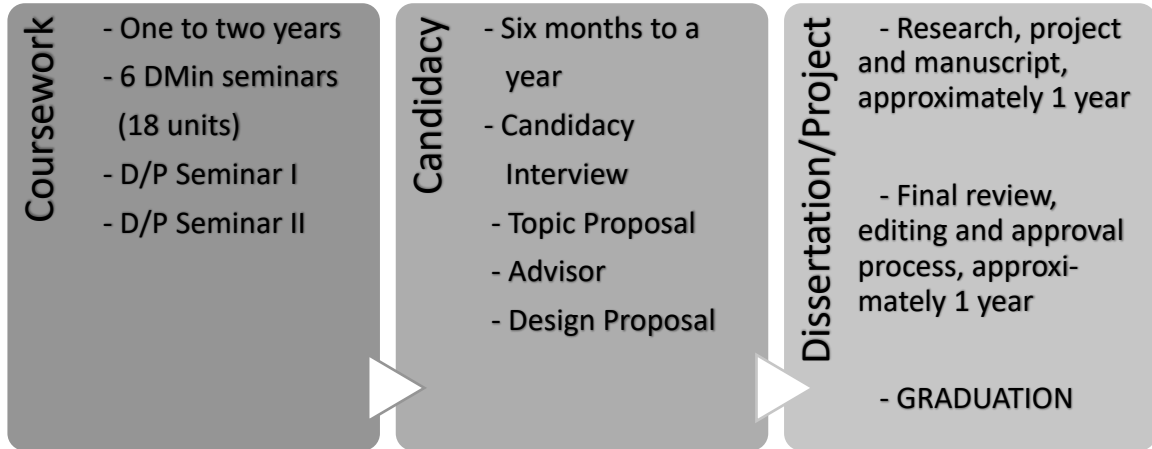 Coursework
- One to two years
- 6 DMin seminars
(18 units)
- D/P Seminar I
- D/P Seminar II
Candidacy
- Six months to a
year
- Candidacy
Interview
- Topic Proposal
- Advisor
- Design Proposal
Dissertation/Project
- Research, project
and manuscript,
approximately 1 year
- Final review,
editing and approval
process, approxi-
mately 1 year
- GRADUATION